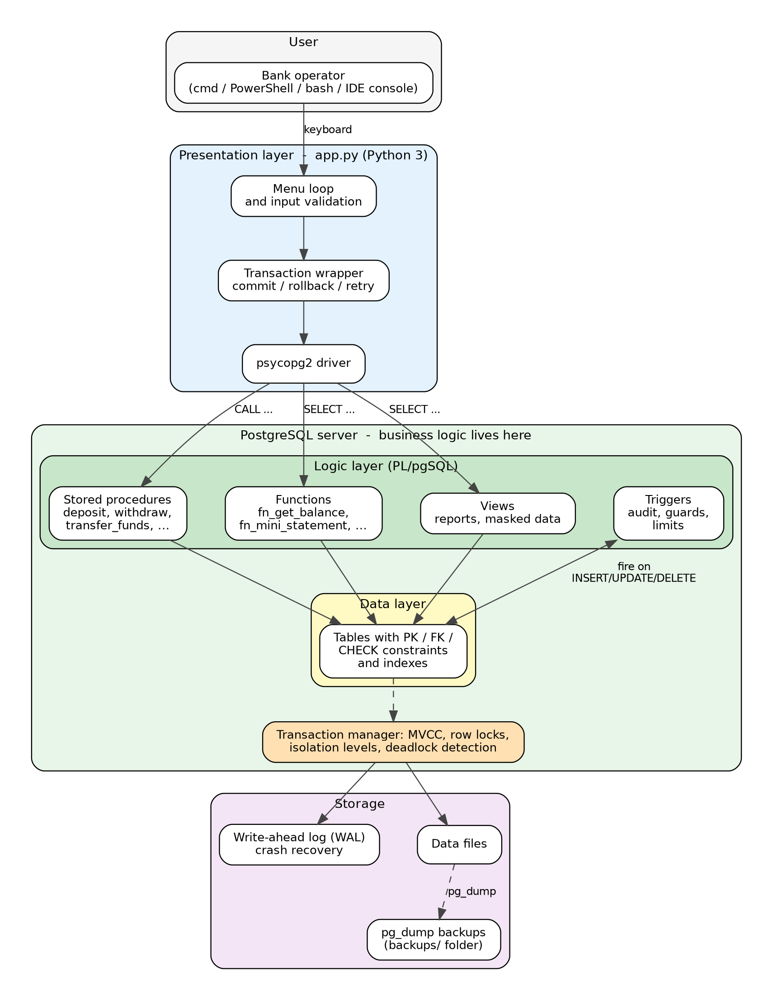 User
Bank operator
(cmd / PowerShell / bash / IDE console)
keyboard
Presentation layer  -  app.py (Python 3)
Menu loop
and input validation
Transaction wrapper
commit / rollback / retry
psycopg2 driver
CALL ...
SELECT ...
SELECT ...
PostgreSQL server  -  business logic lives here
Logic layer (PL/pgSQL)
Stored procedures
deposit, withdraw,
transfer_funds, ...
Functions
fn_get_balance,
fn_mini_statement, ...
Views
reports, masked data
Triggers
audit, guards,
limits
fire on
INSERT/UPDATE/DELETE
Data layer
Tables with PK / FK /
CHECK constraints
and indexes
Transaction manager: MVCC, row locks,
isolation levels, deadlock detection
Storage
Write-ahead log (WAL)
crash recovery
Data files
pg_dump
pg_dump backups
(backups/ folder)